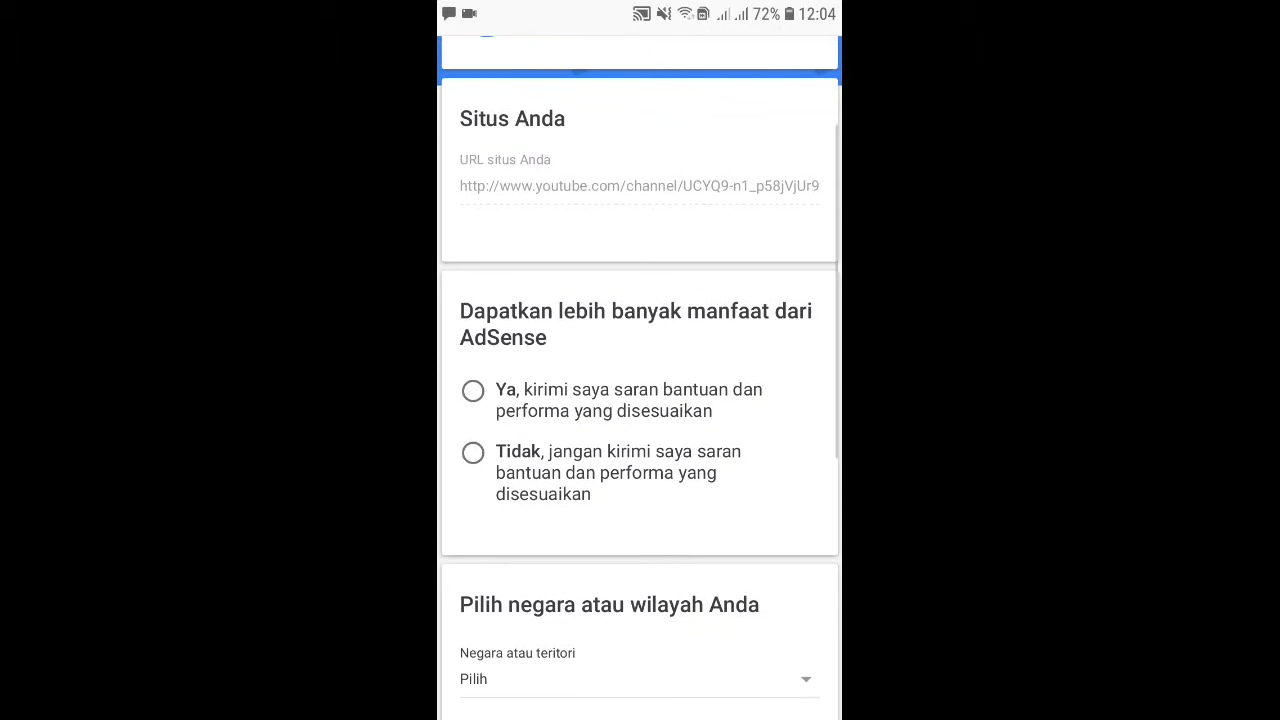 72% 12:04
Situs Anda
URL situs Anda
http://www.youtube.com/channel/UCYQ9-n1_p58jVjUr9
Dapatkan lebih banyak manfaat dari
AdSense
Ya, kirimi saya saran bantuan dan
performa yang disesuaikan
Tidak, jangan kirimi saya saran
bantuan dan performa yang
disesuaikan
Pilih negara atau wilayah Anda
Negara atau teritori
Pilih